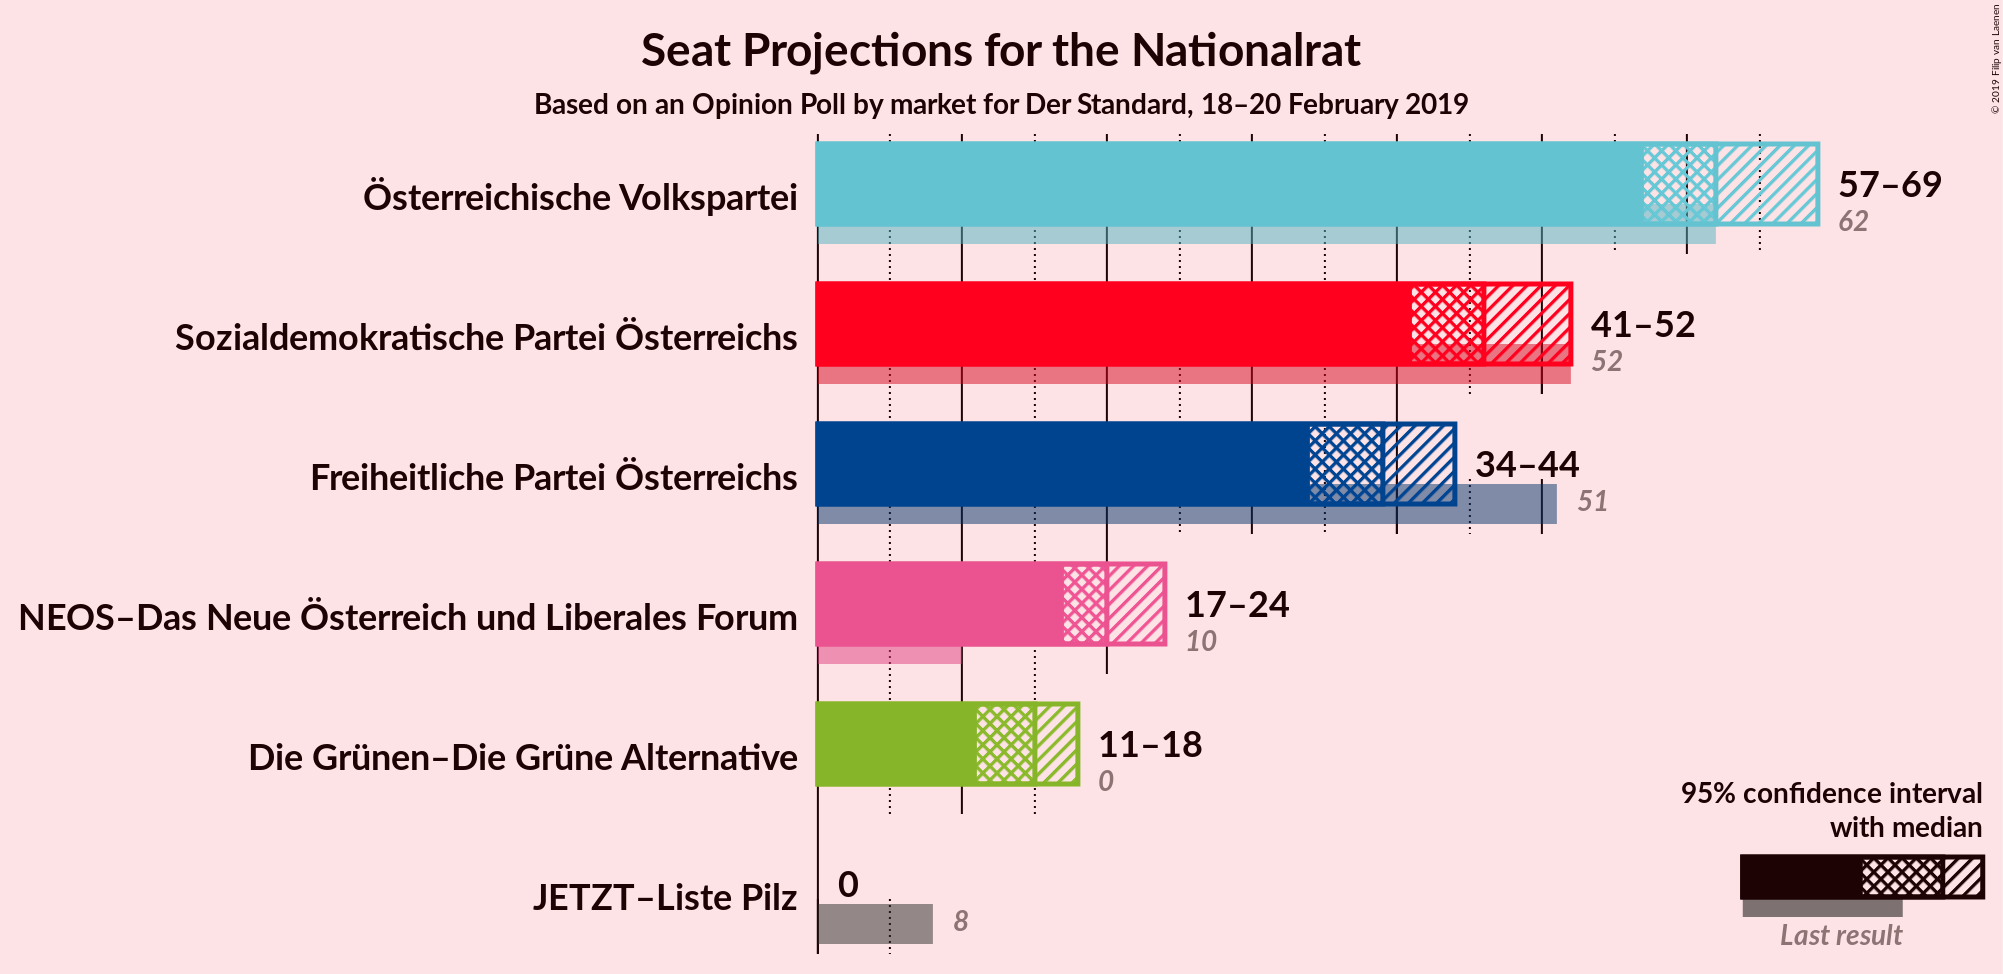 Seat Projections for the Nationalrat
Based on an Opinion Poll by market for Der Standard, 18–20 February 2019
© 2019 Filip van Laenen
Österreichische Volkspartei
57–69
62
Sozialdemokratische Partei Österreichs
41–52
52
Freiheitliche Partei Österreichs
34–44
51
NEOS–Das Neue Österreich und Liberales Forum
17–24
10
Die Grünen–Die Grüne Alternative
11–18
0
JETZT–Liste Pilz
0
8
95% confidence interval
with median
Last result